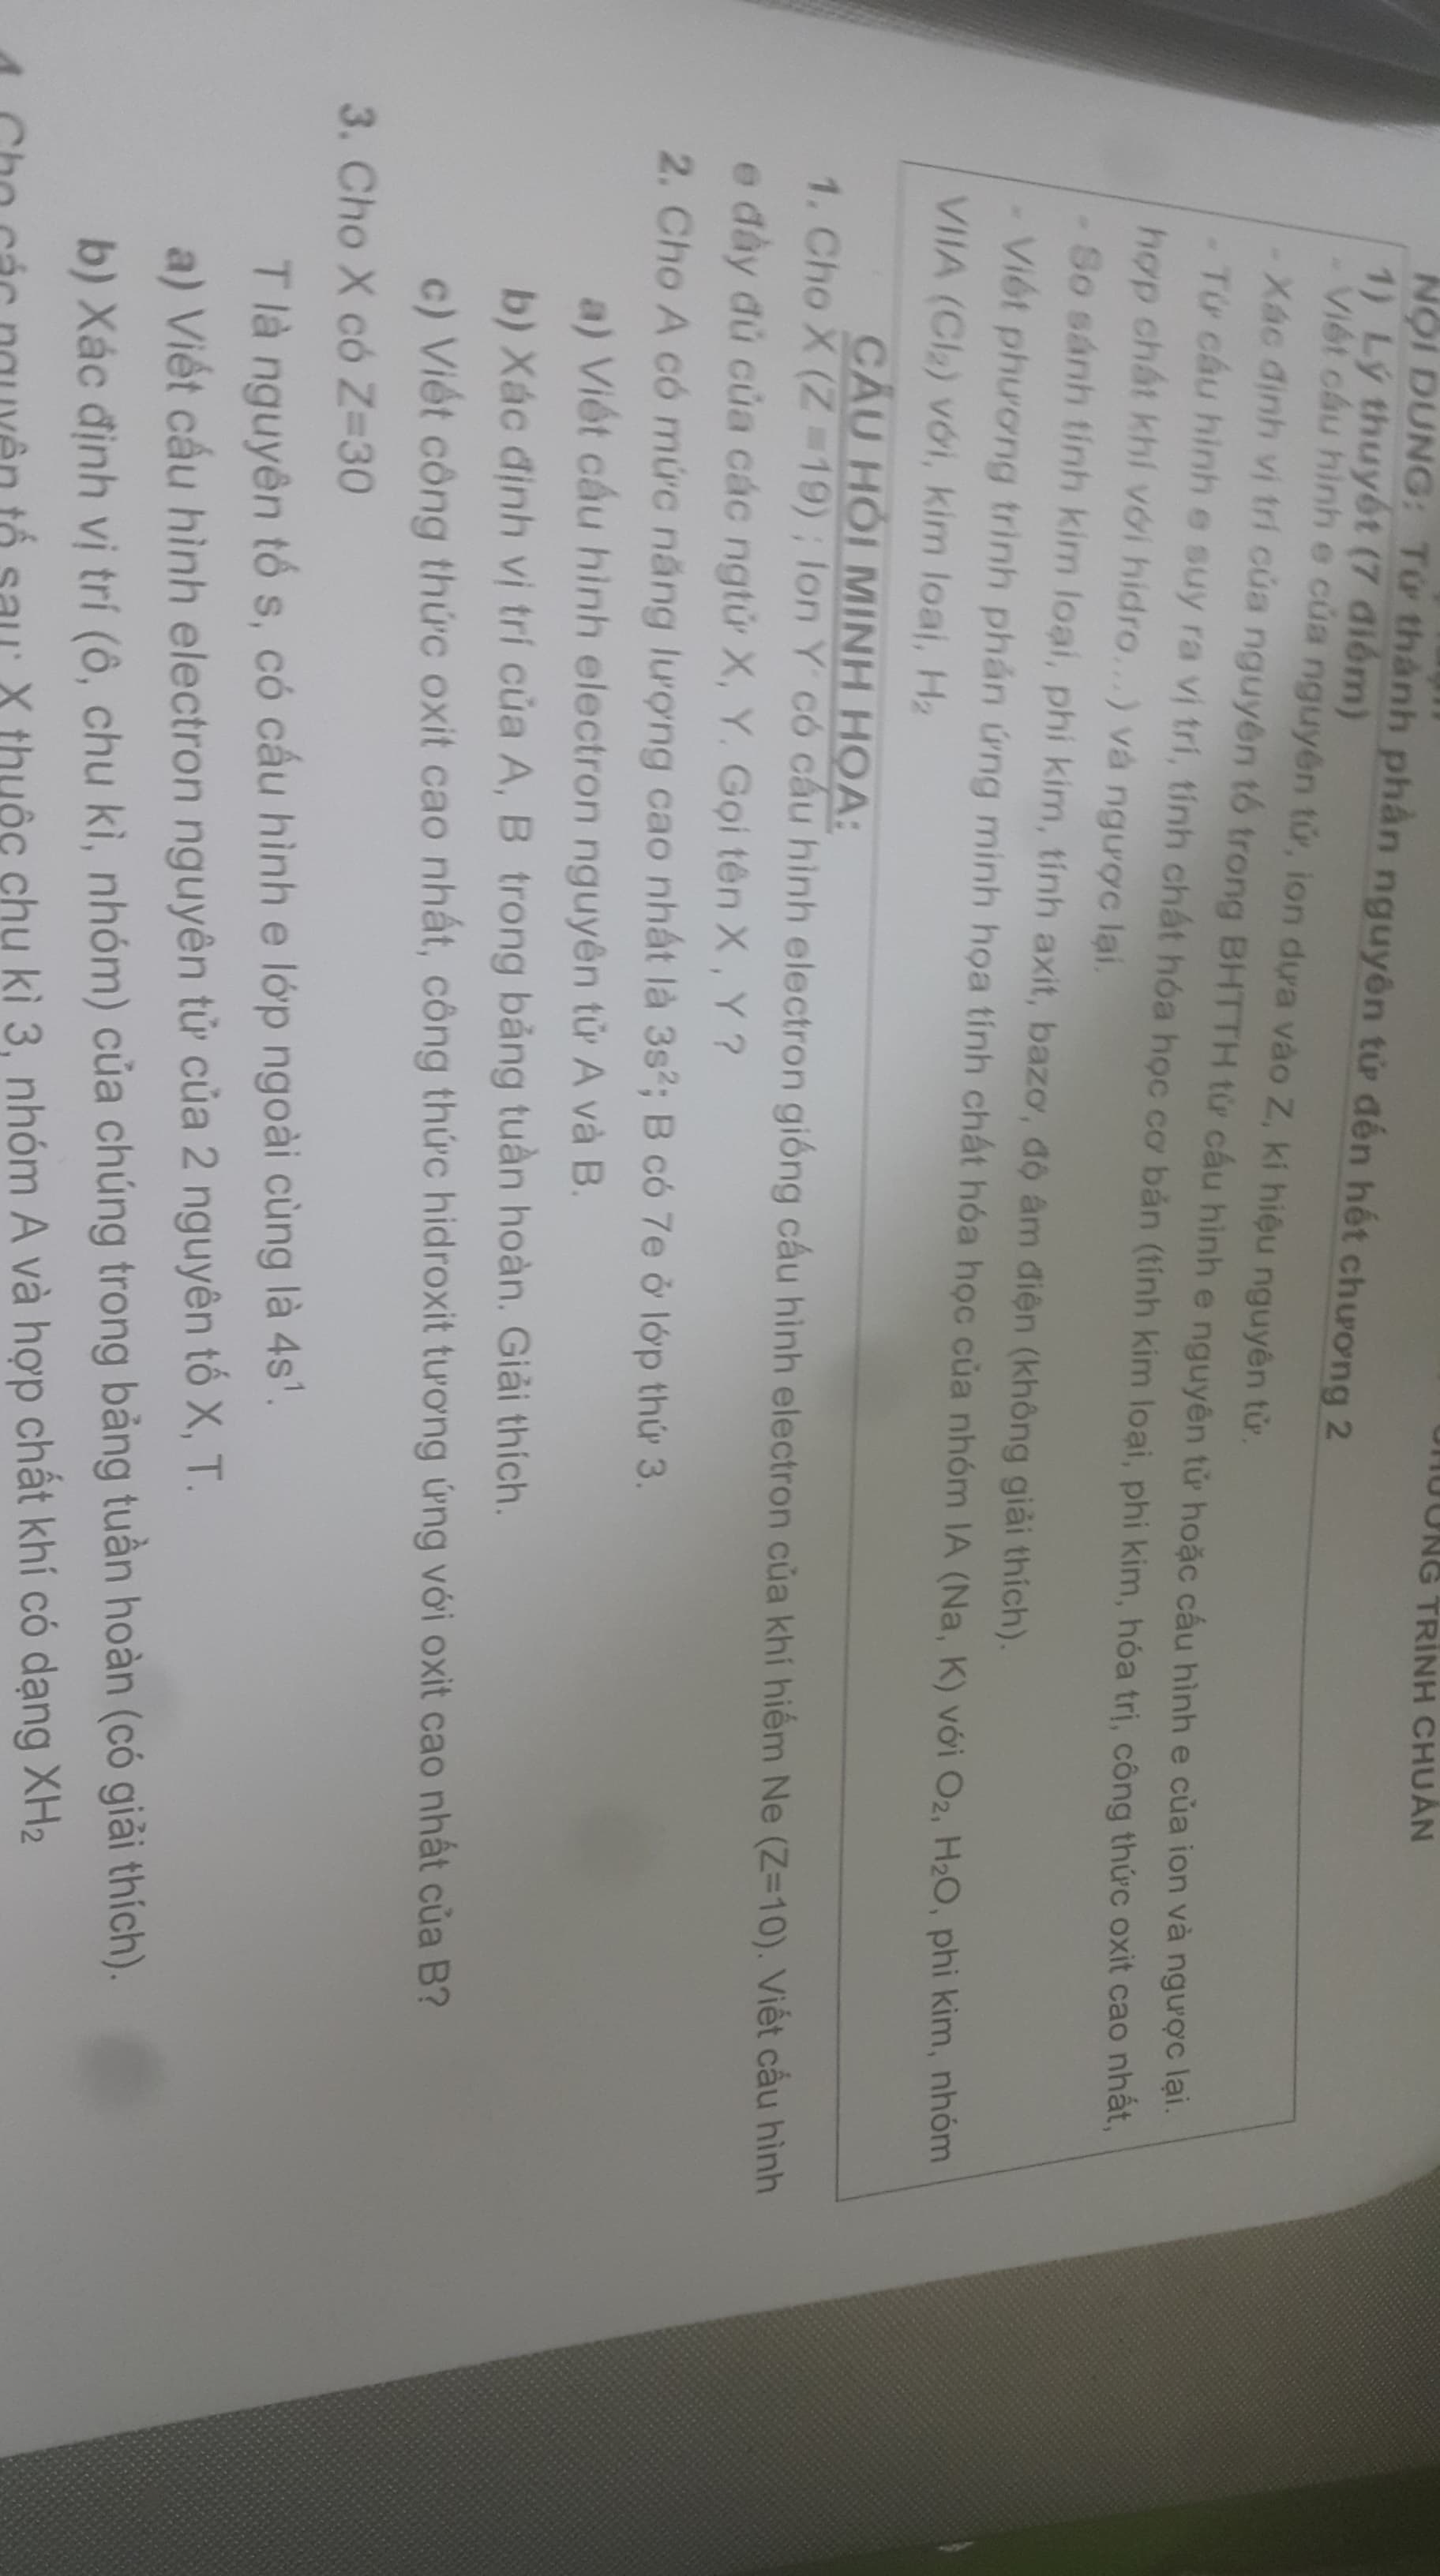 NỘI DUNG: Từ thành phần nguyên tử đến hết chương 2
TRÌNH CHUẨN
1) Lý thuyết (7 điểm)
- Viết cấu hình e của nguyên tử, ion dựa vào Z, kí hiệu nguyên tử.
- Xác định vị trí của nguyên tố trong BHTTH từ cấu hình e nguyên tử hoặc cấu hình e của ion và ngược lại.
- Từ cấu hình e suy ra vị trí, tính chất hóa học cơ bản (tính kim loại, phi kim, hóa trị, công thức oxit cao nhất,
hợp chất khí với hidro...) và ngược lại.
- So sánh tính kim loại, phi kim, tính axit, bazơ, độ âm điện (không giải thích).
- Viết phương trình phản ứng minh họa tính chất hóa học của nhóm IA (Na, K) với O₂, H₂O, phi kim, nhóm
VIIA (Cl₂) với, kim loai, H₂
CÂU HỎI MINH HỌA:
1. Cho X (Z =19) ; ion Y⁻ có cấu hình electron giống cấu hình electron của khí hiếm Ne (Z=10). Viết cấu hình
e đầy đủ của các ngtử X, Y. Gọi tên X , Y ?
2. Cho A có mức năng lượng cao nhất là 3s²; B có 7e ở lớp thứ 3.
a) Viết cấu hình electron nguyên tử A và B.
b) Xác định vị trí của A, B trong bảng tuần hoàn. Giải thích.
c) Viết công thức oxit cao nhất, công thức hidroxit tương ứng với oxit cao nhất của B?
3. Cho X có Z=30
T là nguyên tố s, có cấu hình e lớp ngoài cùng là 4s¹.
a) Viết cấu hình electron nguyên tử của 2 nguyên tố X, T.
b) Xác định vị trí (ô, chu kì, nhóm) của chúng trong bảng tuần hoàn (có giải thích).
4. Cho các nguyên tố sau: X thuộc chu kì 3, nhóm A và hợp chất khí có dạng XH₂